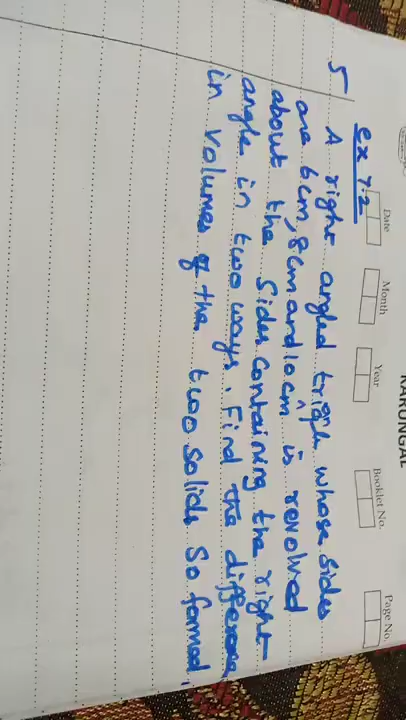 KARUNGAL
Date Month Year Booklet No. Page No.
Ex 7.2
5 A right angled triangle whose sides
are 6cm, 8cm and 10cm is revolved
about the sides containing the right
angle in two ways. Find the difference
in volumes of the two solids so formed.